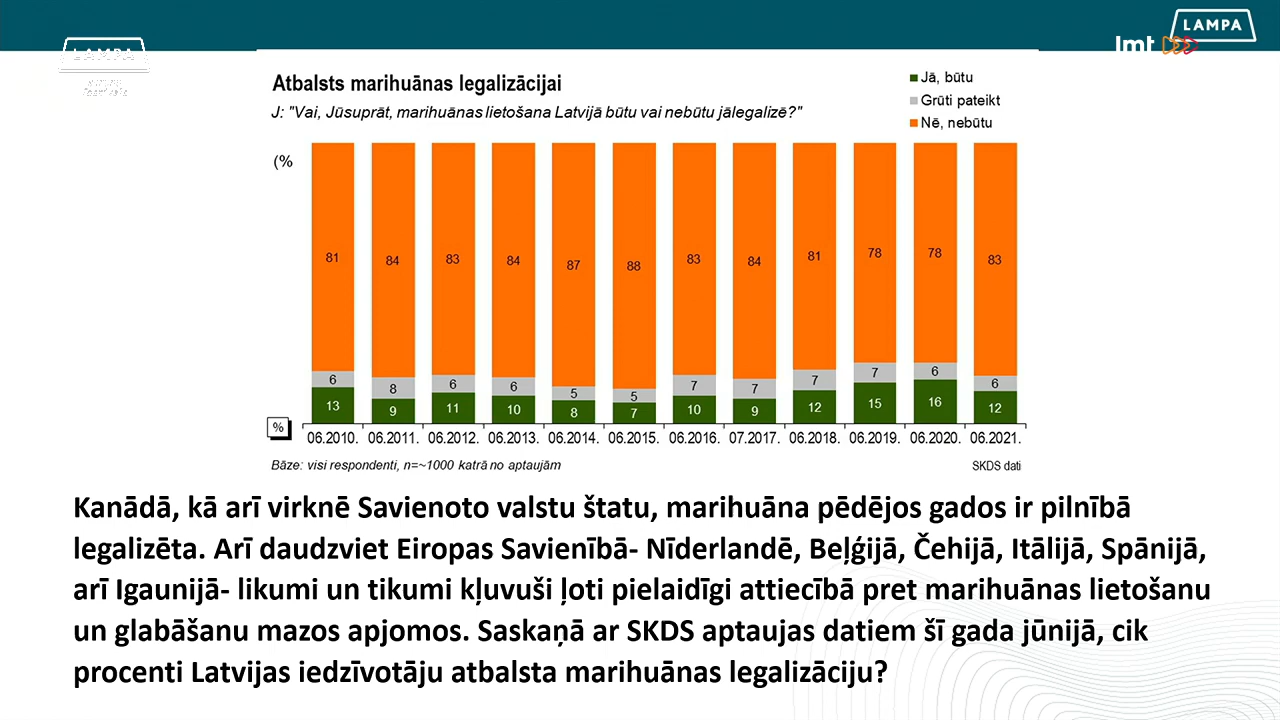 LAMPA
LAMPA
lmt
Atbalsts marihuānas legalizācijai
J: "Vai, Jūsuprāt, marihuānas lietošana Latvijā būtu vai nebūtu jālegalizē?"
Jā, būtu
Grūti pateikt
Nē, nebūtu
(%
81 84 83 84 87 88 83 84 81 78 78 83
6 8 6 6 5 5 7 7 7 7 6 6
13 9 11 10 8 7 10 9 12 15 16 12
%
06.2010. 06.2011. 06.2012. 06.2013. 06.2014. 06.2015. 06.2016. 07.2017. 06.2018. 06.2019. 06.2020. 06.2021.
Bāze: visi respondenti, n=~1000 katrā no aptaujām
SKDS dati
Kanādā, kā arī virknē Savienoto valstu štatu, marihuāna pēdējos gados ir pilnībā
legalizēta. Arī daudzviet Eiropas Savienībā- Nīderlandē, Beļģijā, Čehijā, Itālijā, Spānijā,
arī Igaunijā- likumi un tikumi kļuvuši ļoti pielaidīgi attiecībā pret marihuānas lietošanu
un glabāšanu mazos apjomos. Saskaņā ar SKDS aptaujas datiem šī gada jūnijā, cik
procenti Latvijas iedzīvotāju atbalsta marihuānas legalizāciju?